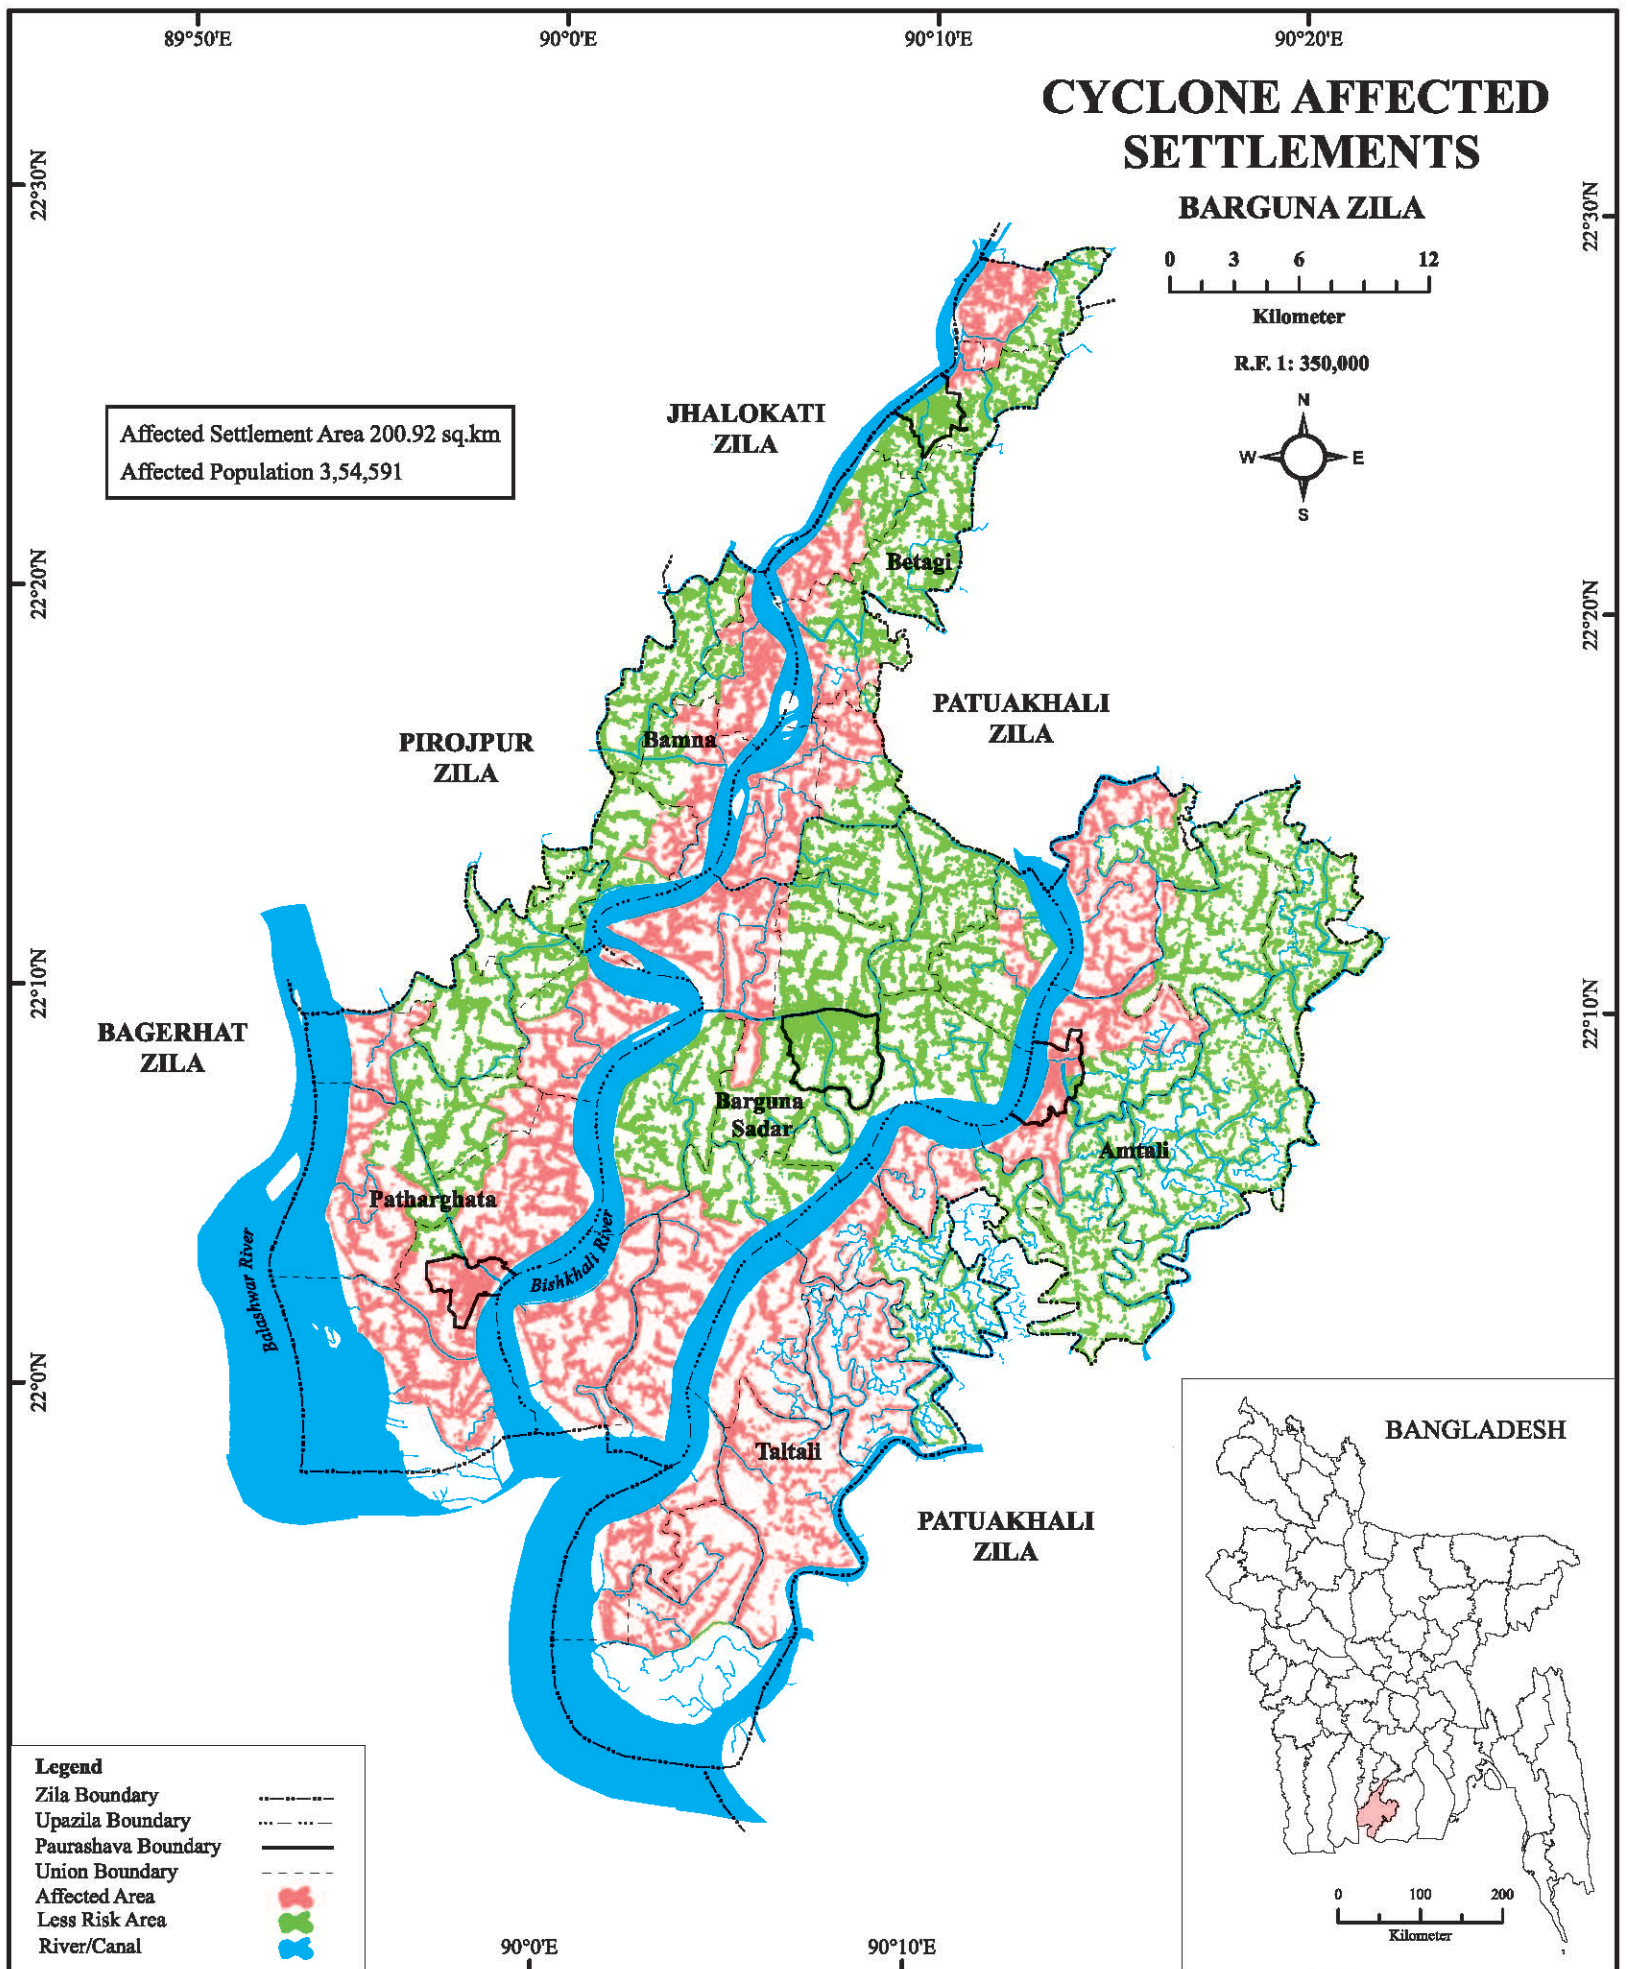 89°50'E
90°0'E
90°10'E
90°20'E
CYCLONE AFFECTED
SETTLEMENTS
BARGUNA ZILA
0 3 6 12
Kilometer
R.F. 1: 350,000
N
W E
S
22°30'N
22°30'N
JHALOKATI
ZILA
Affected Settlement Area 200.92 sq.km
Affected Population 3,54,591
Betagi
22°20'N
22°20'N
PATUAKHALI
ZILA
PIROJPUR
ZILA
Bamna
22°10'N
22°10'N
BAGERHAT
ZILA
Barguna
Sadar
Amtali
Patharghata
Balashwar River
Bishkhali River
22°0'N
Taltali
PATUAKHALI
ZILA
BANGLADESH
0 100 200
Kilometer
Legend
Zila Boundary
Upazila Boundary
Paurashava Boundary
Union Boundary
Affected Area
Less Risk Area
River/Canal
90°0'E
90°10'E